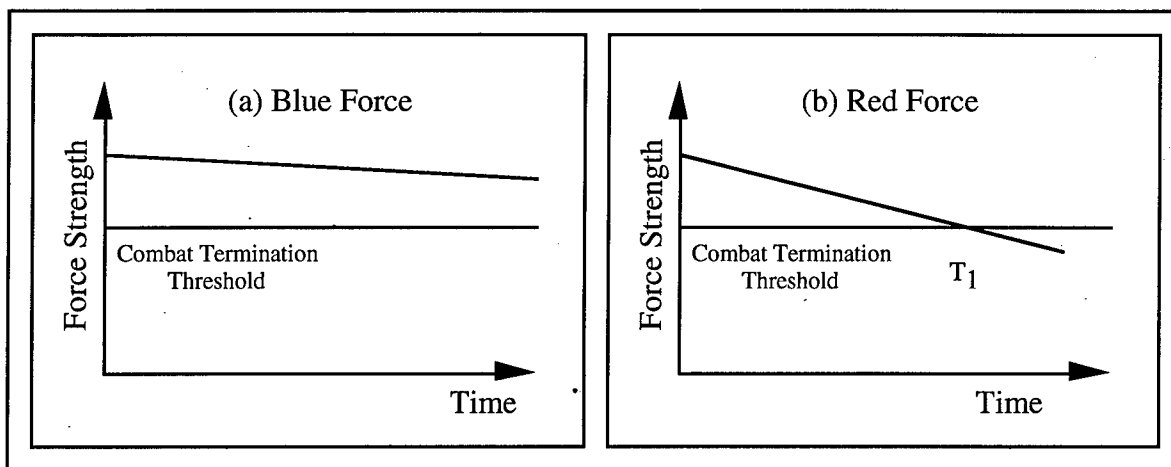 (a) Blue Force
Force Strength
Combat Termination
Threshold
Time
(b) Red Force
Force Strength
Combat Termination
Threshold
T1
Time